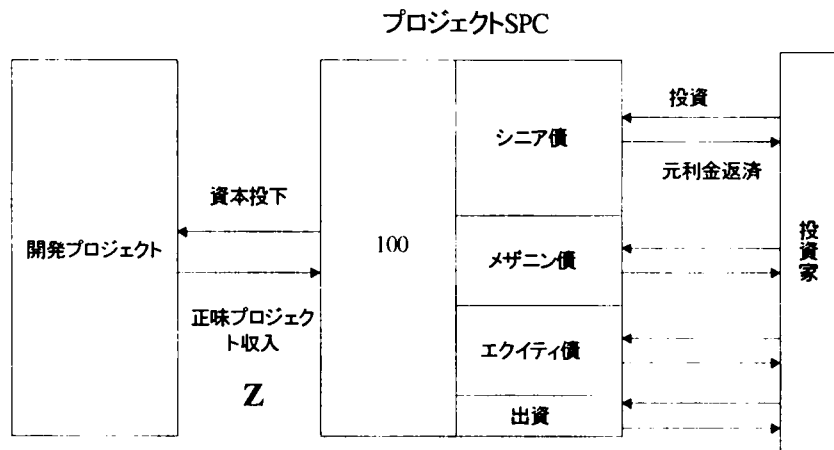 プロジェクトSPC
投資
シニア債
元利金返済
資本投下
開発プロジェクト
100
メザニン債
投資家
正味プロジェク
ト収入
エクイティ債
Z
出資